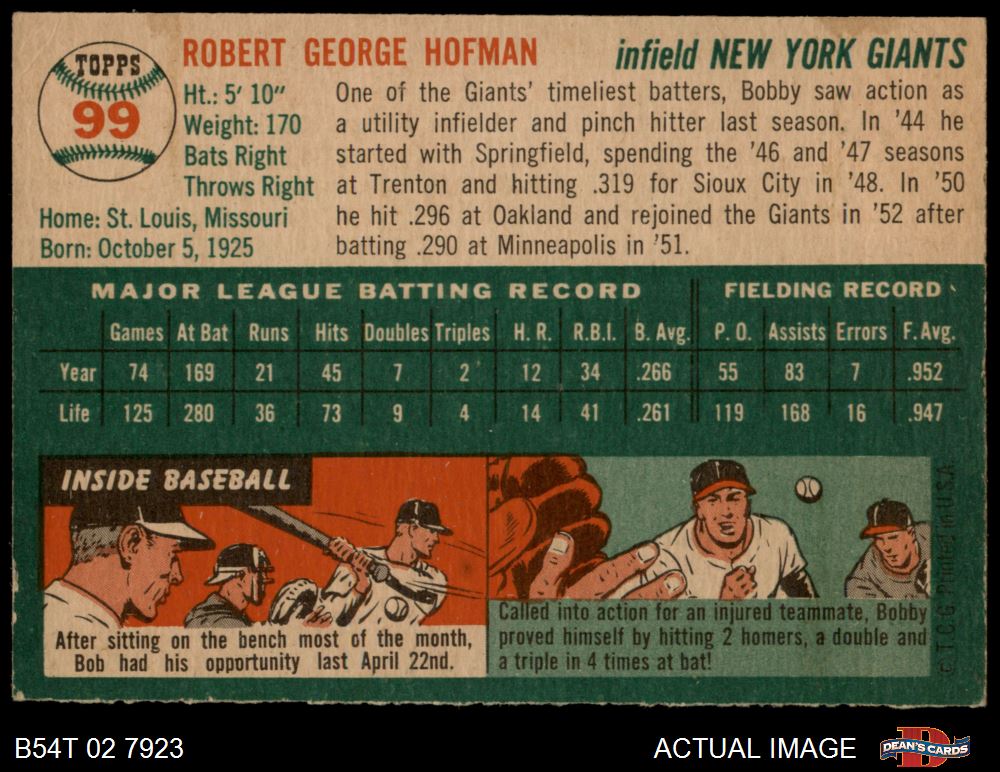 TOPPS
99
ROBERT GEORGE HOFMAN
infield NEW YORK GIANTS
Ht.: 5' 10"
Weight: 170
Bats Right
Throws Right
Home: St. Louis, Missouri
Born: October 5, 1925
One of the Giants' timeliest batters, Bobby saw action as
a utility infielder and pinch hitter last season. In '44 he
started with Springfield, spending the '46 and '47 seasons
at Trenton and hitting .319 for Sioux City in '48. In '50
he hit .296 at Oakland and rejoined the Giants in '52 after
batting .290 at Minneapolis in '51.
MAJOR LEAGUE BATTING RECORD FIELDING RECORD
Games At Bat Runs Hits Doubles Triples H. R. R.B.I. B. Avg. P. O. Assists Errors F. Avg.
Year 74 169 21 45 7 2 12 34 .266 55 83 7 .952
Life 125 280 36 73 9 4 14 41 .261 119 168 16 .947
INSIDE BASEBALL
After sitting on the bench most of the month,
Bob had his opportunity last April 22nd.
Called into action for an injured teammate, Bobby
proved himself by hitting 2 homers, a double and
a triple in 4 times at bat!
© T.C.G. Printed in U.S.A.
B54T 02 7923
ACTUAL IMAGE
D
DEAN'S CARDS